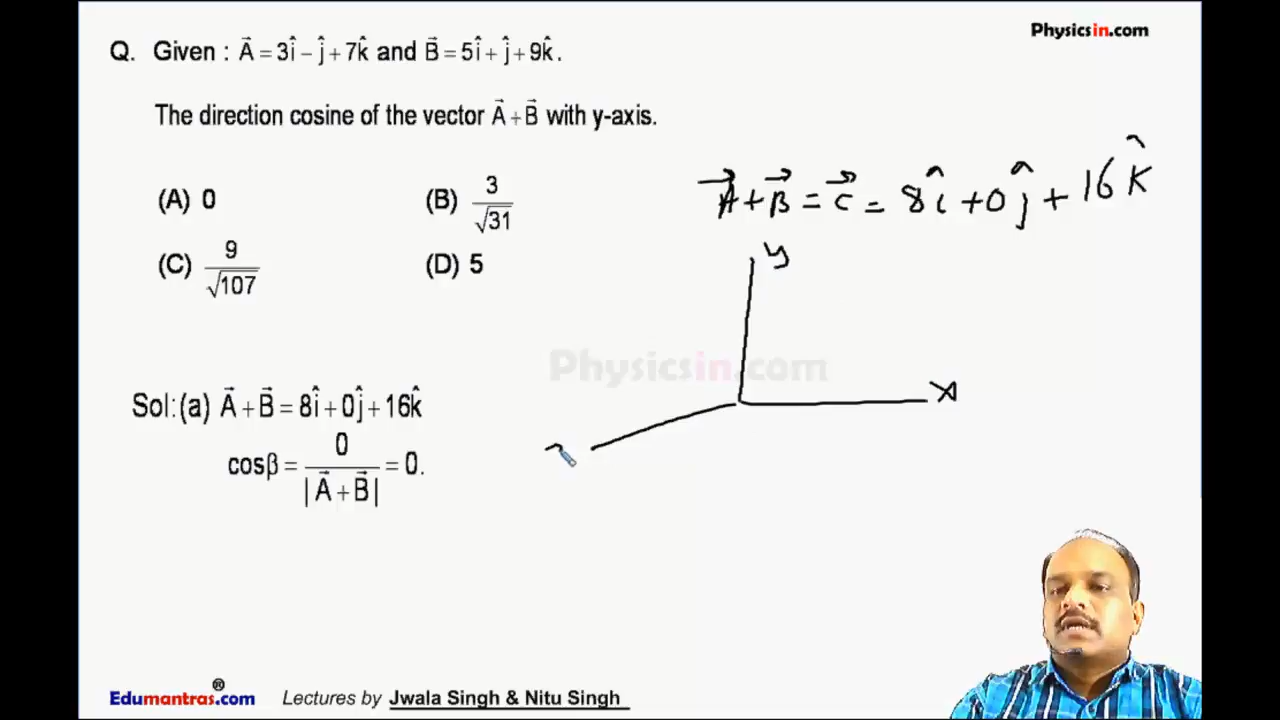 Physicsin.com
Q. Given : A⃗ = 3î – ĵ + 7k̂ and B⃗ = 5î + ĵ + 9k̂.
The direction cosine of the vector A⃗ + B⃗ with y-axis.
A⃗ + B⃗ = C⃗ = 8î + 0ĵ + 16k̂
(A) 0
(B) 3/√31
(C) 9/√107
(D) 5
y
x
Physicsin.com
Sol: (a) A⃗ + B⃗ = 8î + 0ĵ + 16k̂
cosβ = 0/|A⃗ + B⃗| = 0.
Edumantras.com ® Lectures by Jwala Singh & Nitu Singh